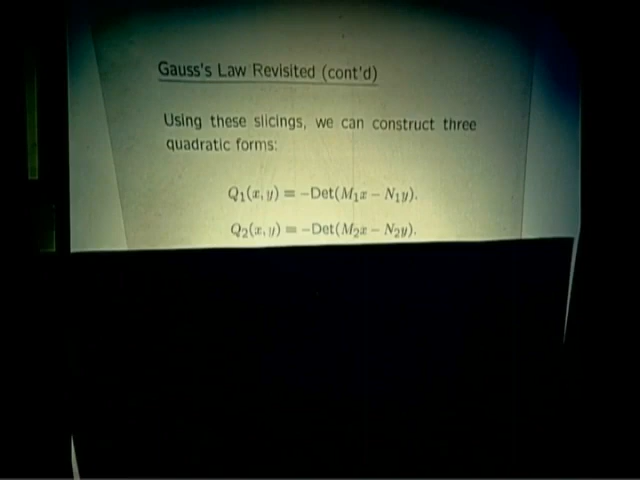 Gauss's Law Revisited (cont'd)
Using these slicings, we can construct three
quadratic forms:
Q₁(x, y) = −Det(M₁x − N₁y).
Q₂(x, y) = −Det(M₂x − N₂y).